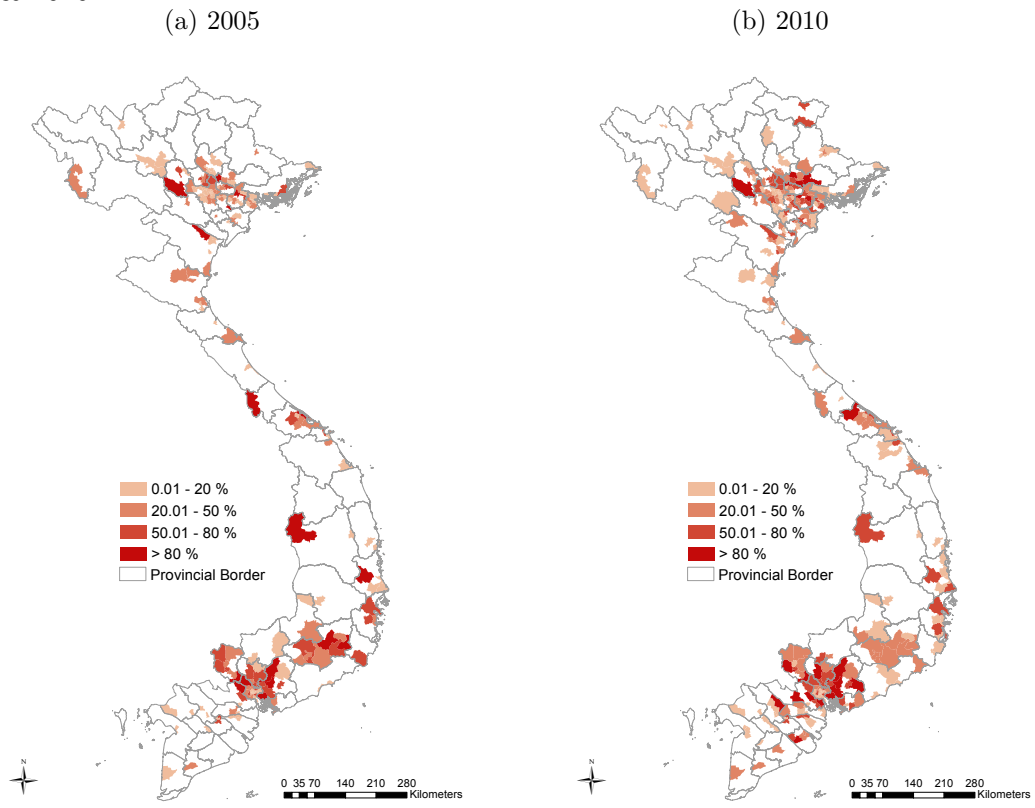 (a) 2005
(b) 2010
0.01 - 20 %
20.01 - 50 %
50.01 - 80 %
> 80 %
Provincial Border
0.01 - 20 %
20.01 - 50 %
50.01 - 80 %
> 80 %
Provincial Border
N
0 35 70 140 210 280
Kilometers
N
0 35 70 140 210 280
Kilometers